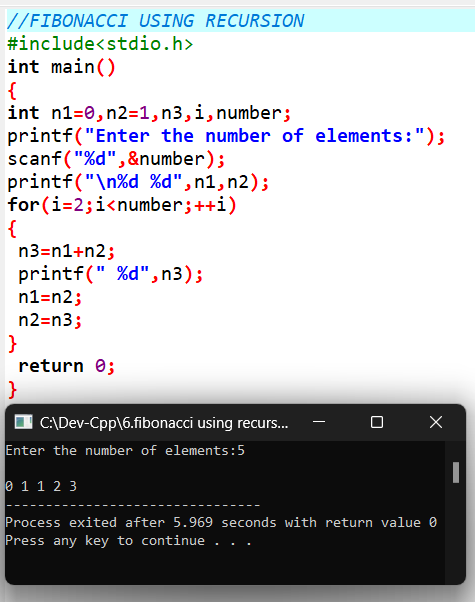 //FIBONACCI USING RECURSION
#include<stdio.h>
int main()
{
int n1=0,n2=1,n3,i,number;
printf("Enter the number of elements:");
scanf("%d",&number);
printf("\n%d %d",n1,n2);
for(i=2;i<number;++i)
{
 n3=n1+n2;
 printf(" %d",n3);
 n1=n2;
 n2=n3;
}
 return 0;
}
C:\Dev-Cpp\6.fibonacci using recurs...
Enter the number of elements:5
0 1 1 2 3
--------------------------------
Process exited after 5.969 seconds with return value 0
Press any key to continue . . .